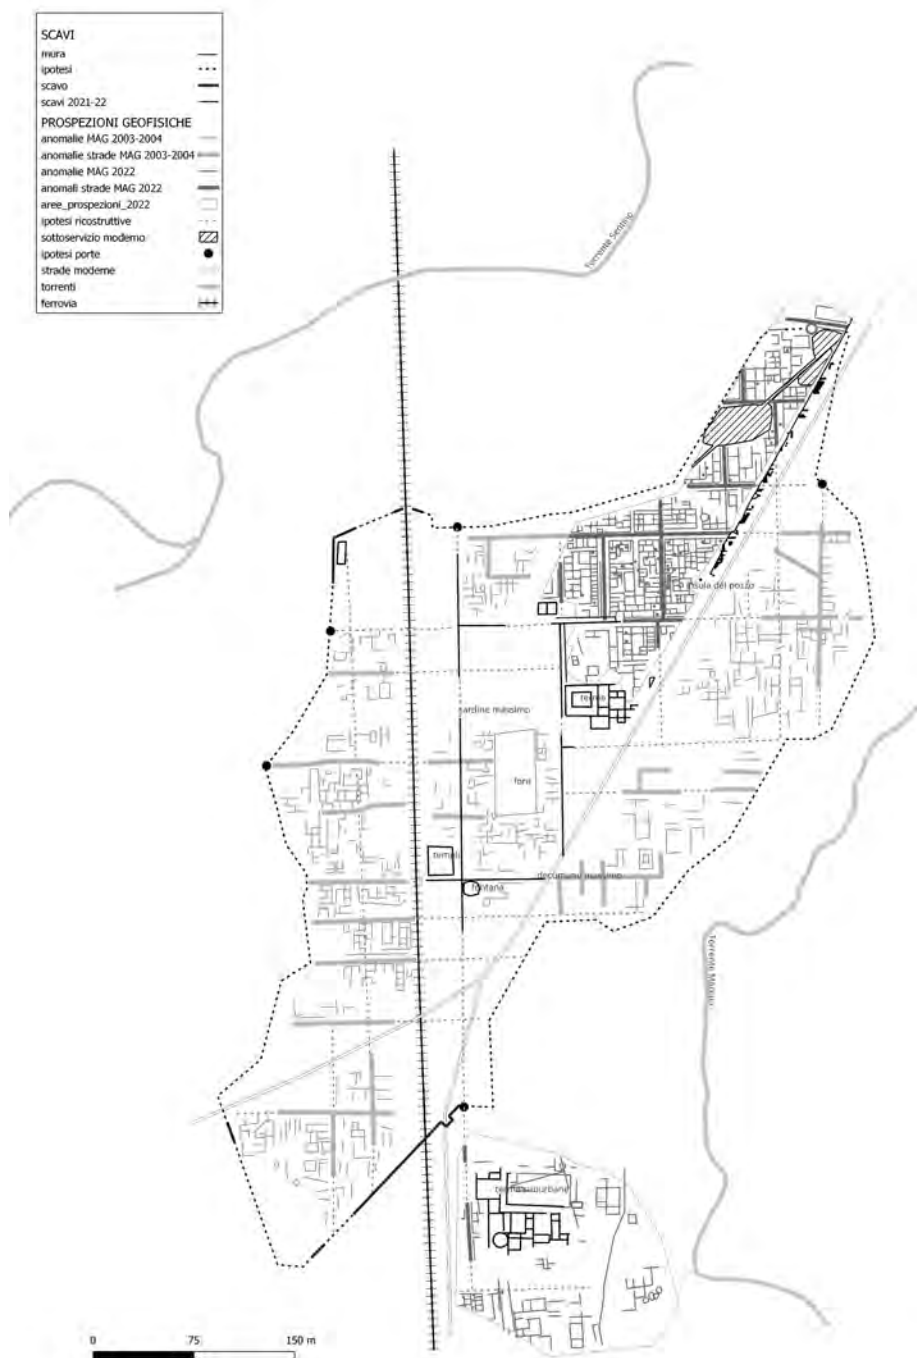 SCAVI
mura
ipotesi
scavo
scavi 2021-22
PROSPEZIONI GEOFISICHE
anomalie MAG 2003-2004
anomalie strade MAG 2003-2004
anomalie MAG 2022
anomali strade MAG 2022
aree_prospezioni_2022
ipotesi ricostruttive
sottoservizio moderno
ipotesi porte
strade moderne
torrenti
ferrovia
Torrente Sentino
insula del pozzo
terme
cardine massimo
foro
tempio
decumano massimo
fontana
Torrente
terme suburbane
0 75 150 m